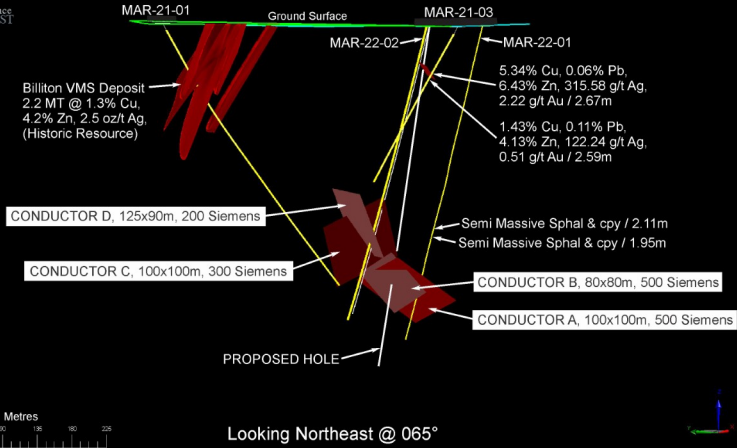 MAR-21-01
Ground Surface
MAR-21-03
MAR-22-02
MAR-22-01
Billiton VMS Deposit
2.2 MT @ 1.3% Cu,
4.2% Zn, 2.5 oz/t Ag,
(Historic Resource)
5.34% Cu, 0.06% Pb,
6.43% Zn, 315.58 g/t Ag,
2.22 g/t Au / 2.67m
1.43% Cu, 0.11% Pb,
4.13% Zn, 122.24 g/t Ag,
0.51 g/t Au / 2.59m
CONDUCTOR D, 125x90m, 200 Siemens
Semi Massive Sphal & cpy / 2.11m
Semi Massive Sphal & cpy / 1.95m
CONDUCTOR C, 100x100m, 300 Siemens
CONDUCTOR B, 80x80m, 500 Siemens
CONDUCTOR A, 100x100m, 500 Siemens
PROPOSED HOLE
Metres
135
180
225
Looking Northeast @ 065°